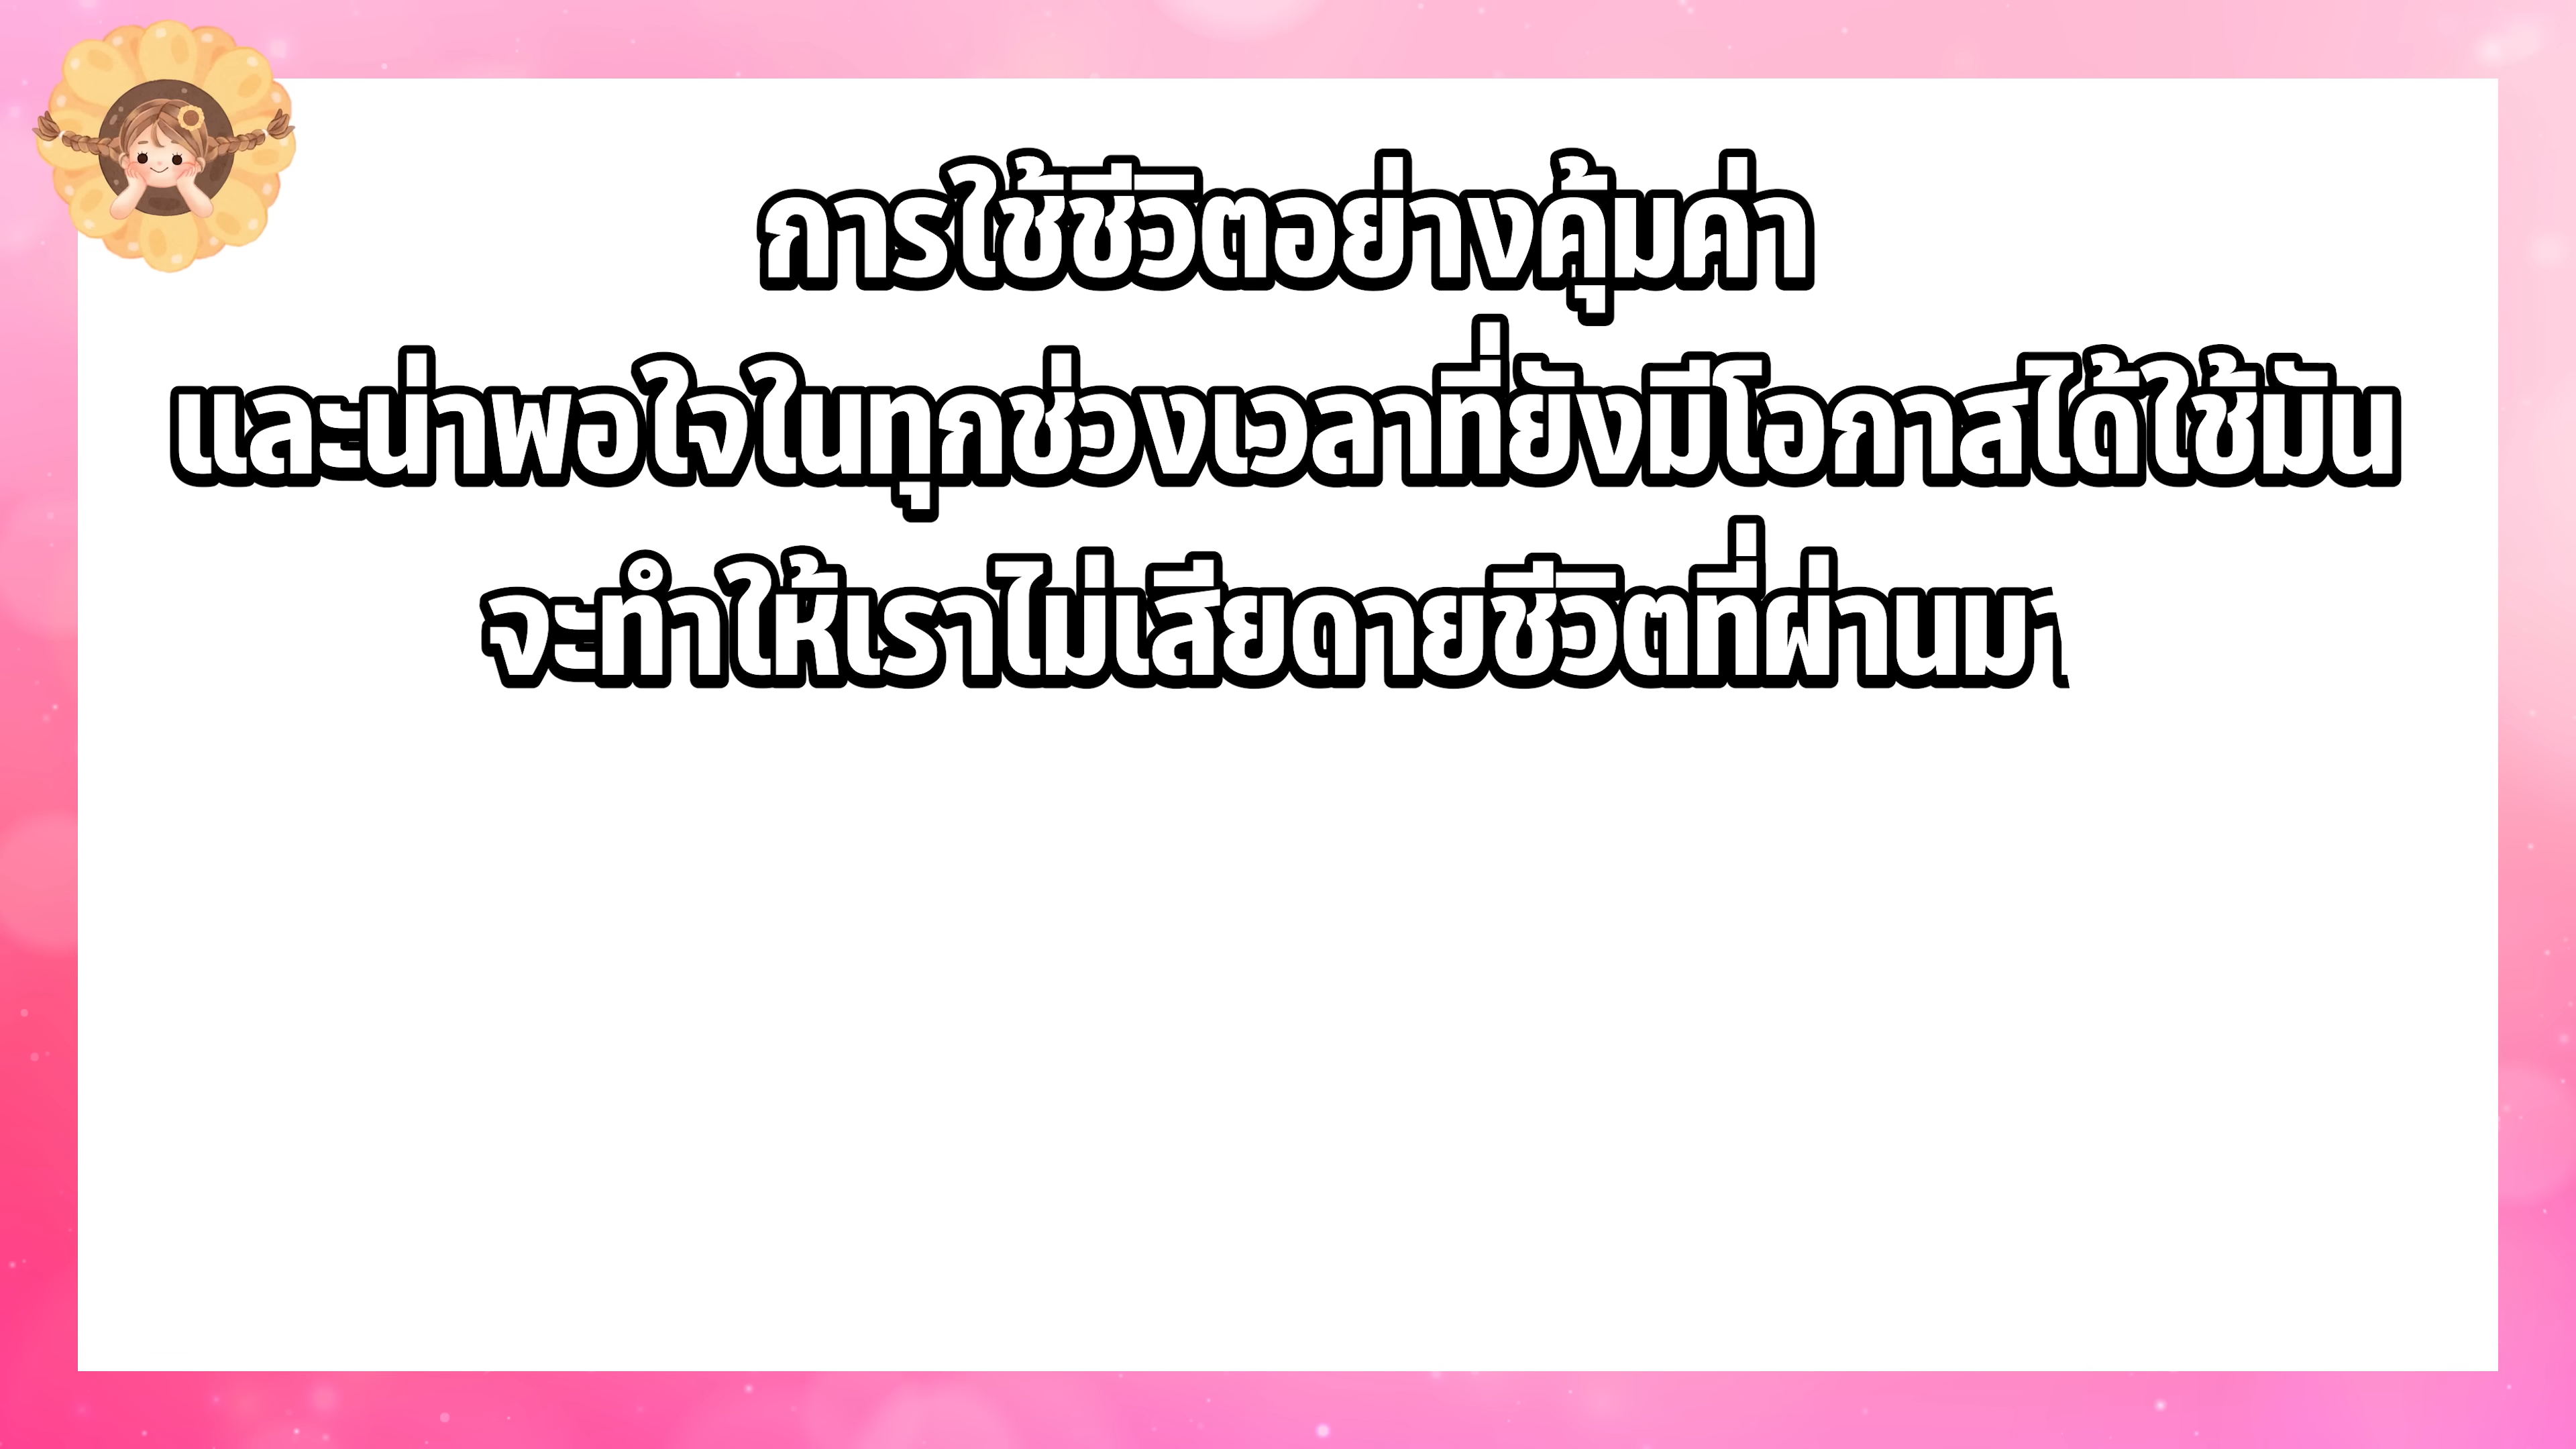 การใช้ชีวิตอย่างคุ้มค่า
และน่าพอใจในทุกช่วงเวลาที่ยังมีโอกาสได้ใช้มัน
จะทำให้เราไม่เสียดายชีวิตที่ผ่านมา